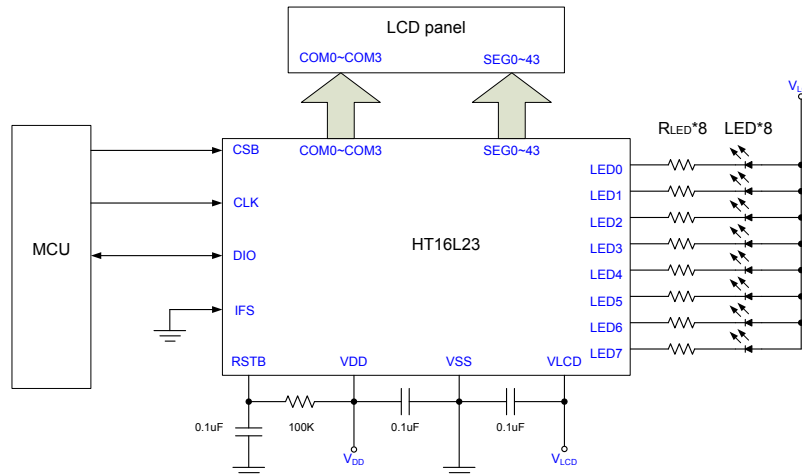 LCD panel
COM0~COM3 SEG0~43
VL
RLED*8 LED*8
CSB COM0~COM3 SEG0~43
LED0
CLK LED1
LED2
MCU HT16L23
DIO LED3
LED4
IFS LED5
LED6
RSTB VDD VSS VLCD LED7
0.1uF 100K 0.1uF 0.1uF
VDD VLCD